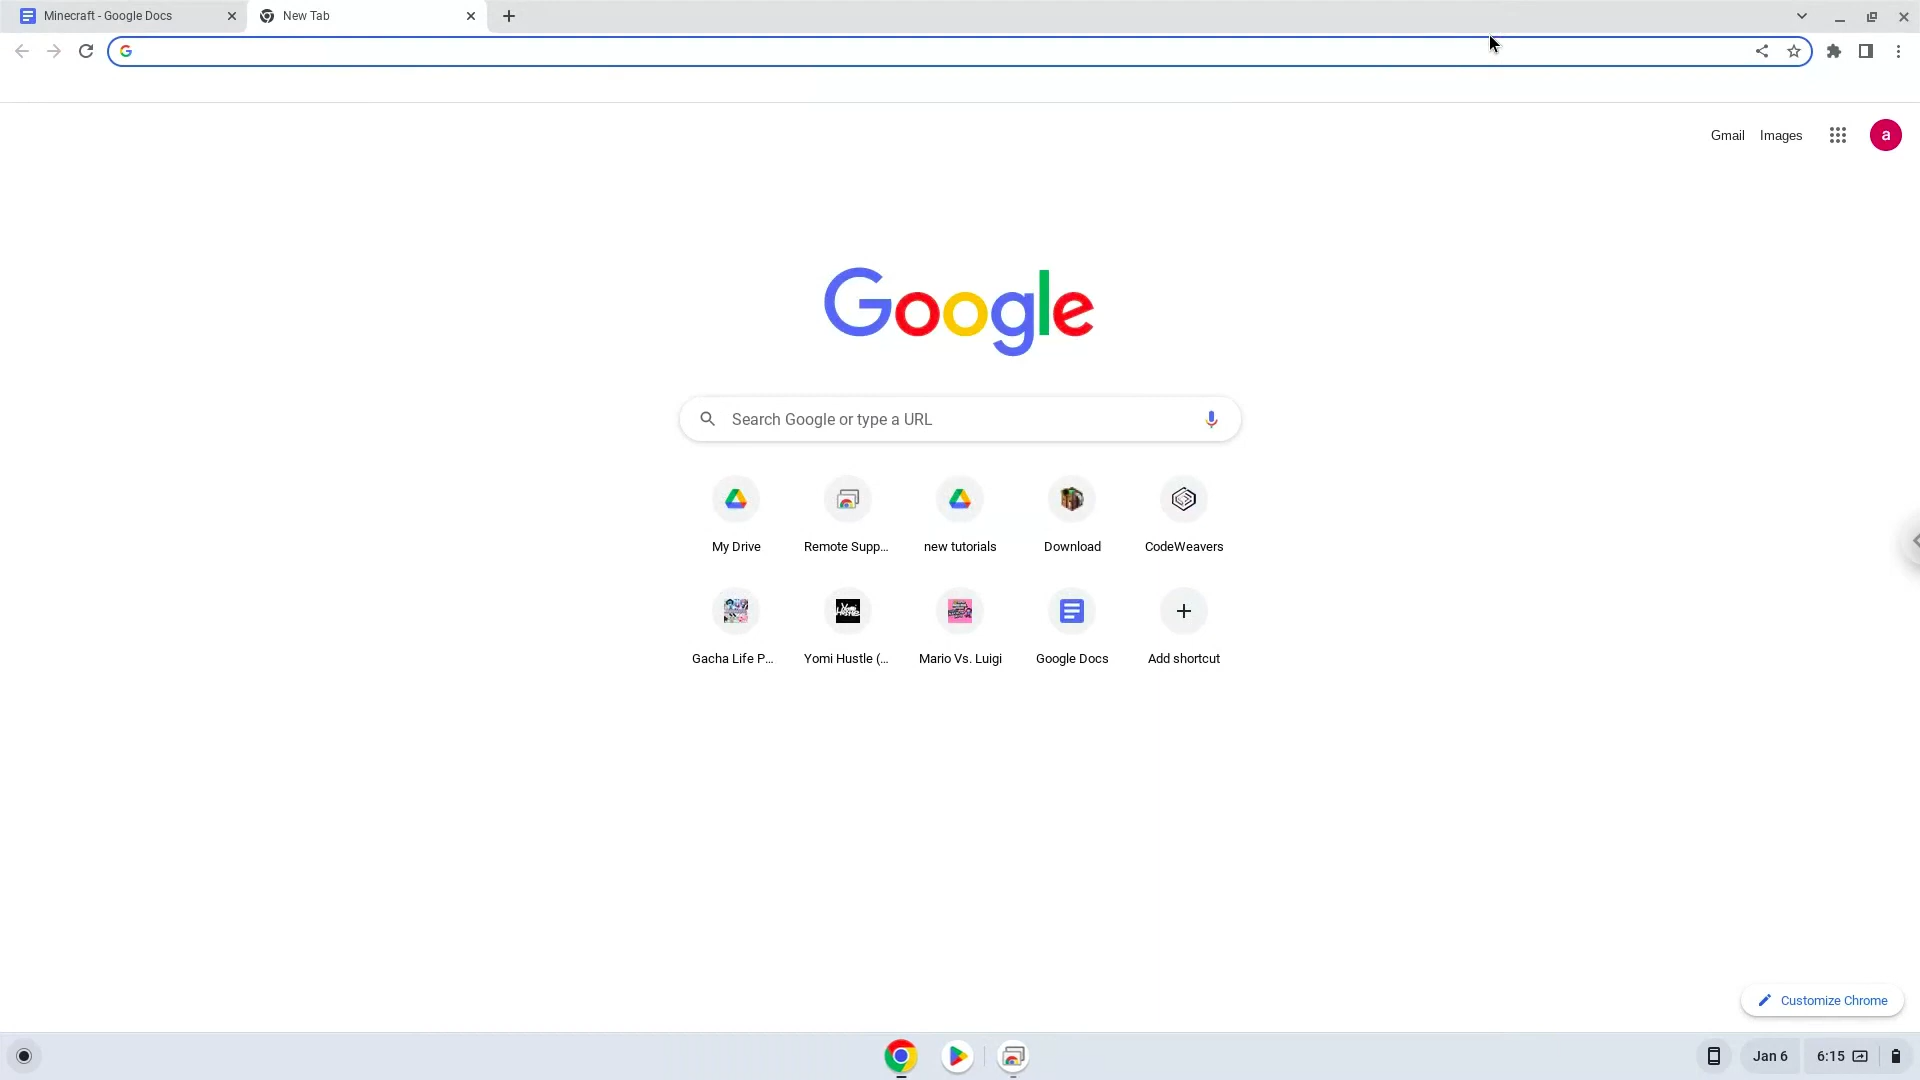 Minecraft - Google Docs
New Tab
Gmail
Images
a
Google
Search Google or type a URL
My Drive
Remote Supp...
new tutorials
Download
CodeWeavers
Gacha Life P...
Yomi Hustle (...
Mario Vs. Luigi
Google Docs
Add shortcut
Customize Chrome
Jan 6
6:15